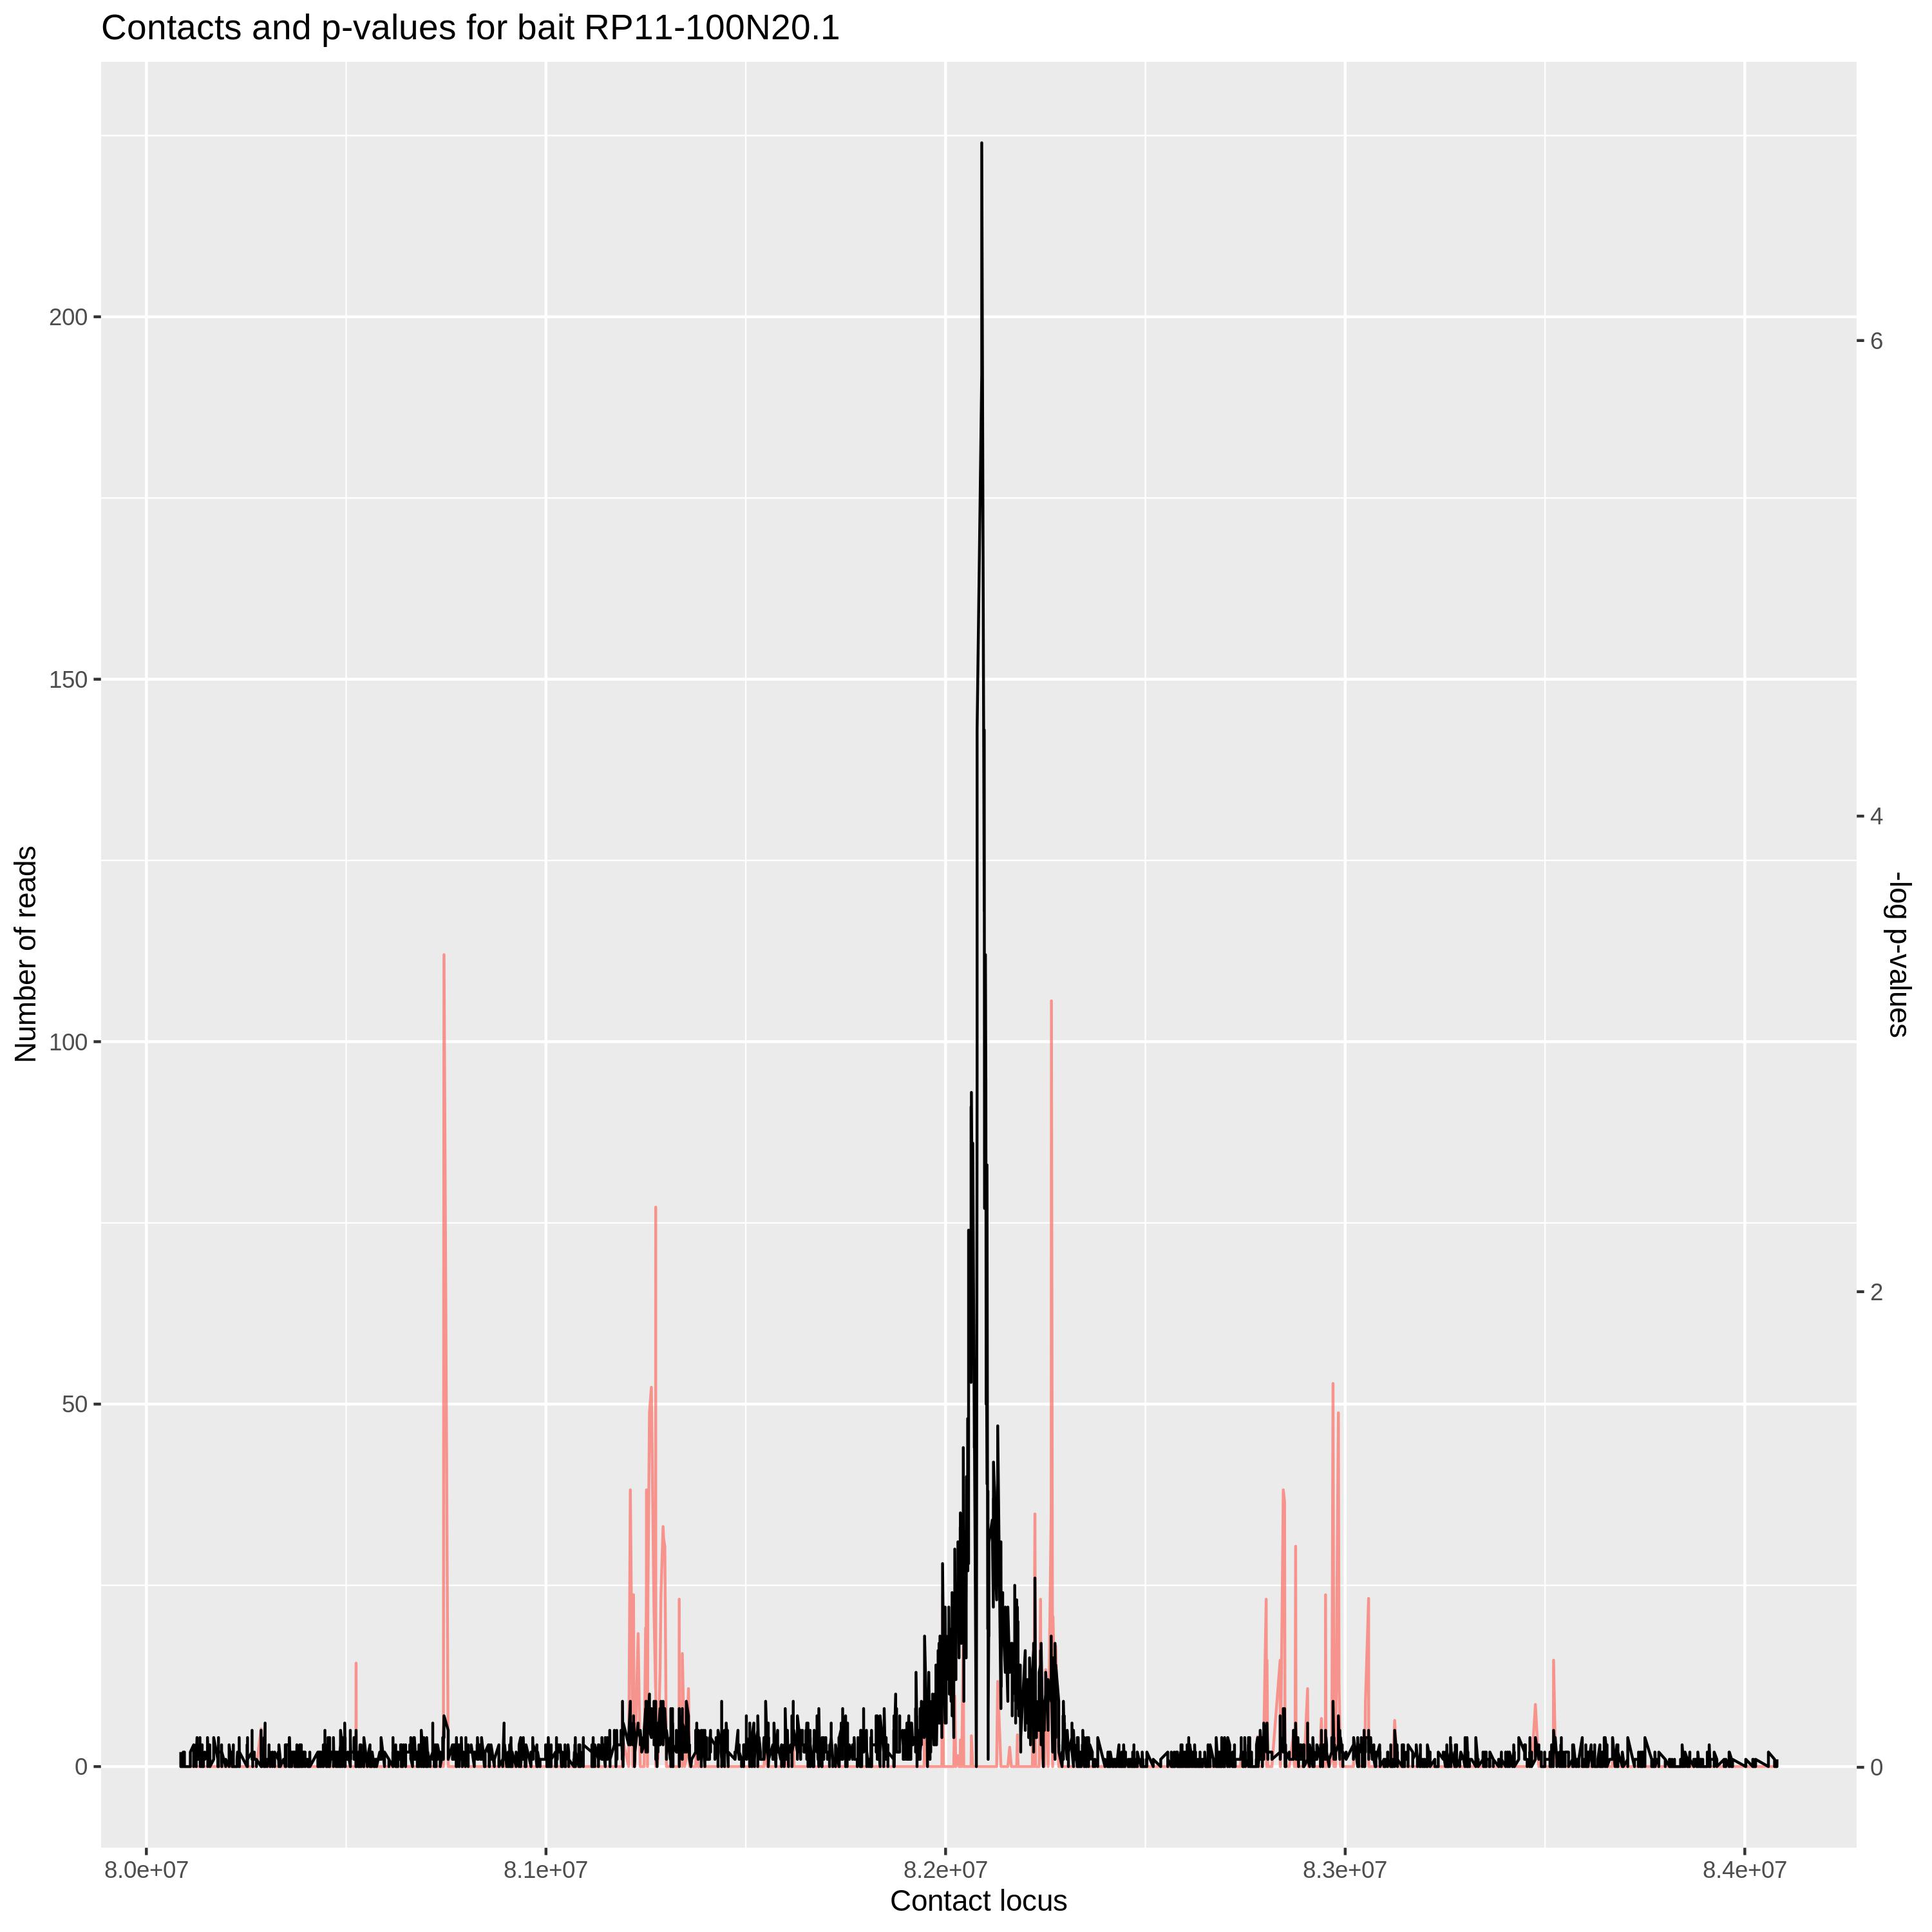 Contacts and p-values for bait RP11-100N20.1
Number of reads
200
150
100
50
0
6
4
2
0
-log p-values
8.0e+07 8.1e+07 8.2e+07 8.3e+07 8.4e+07
Contact locus